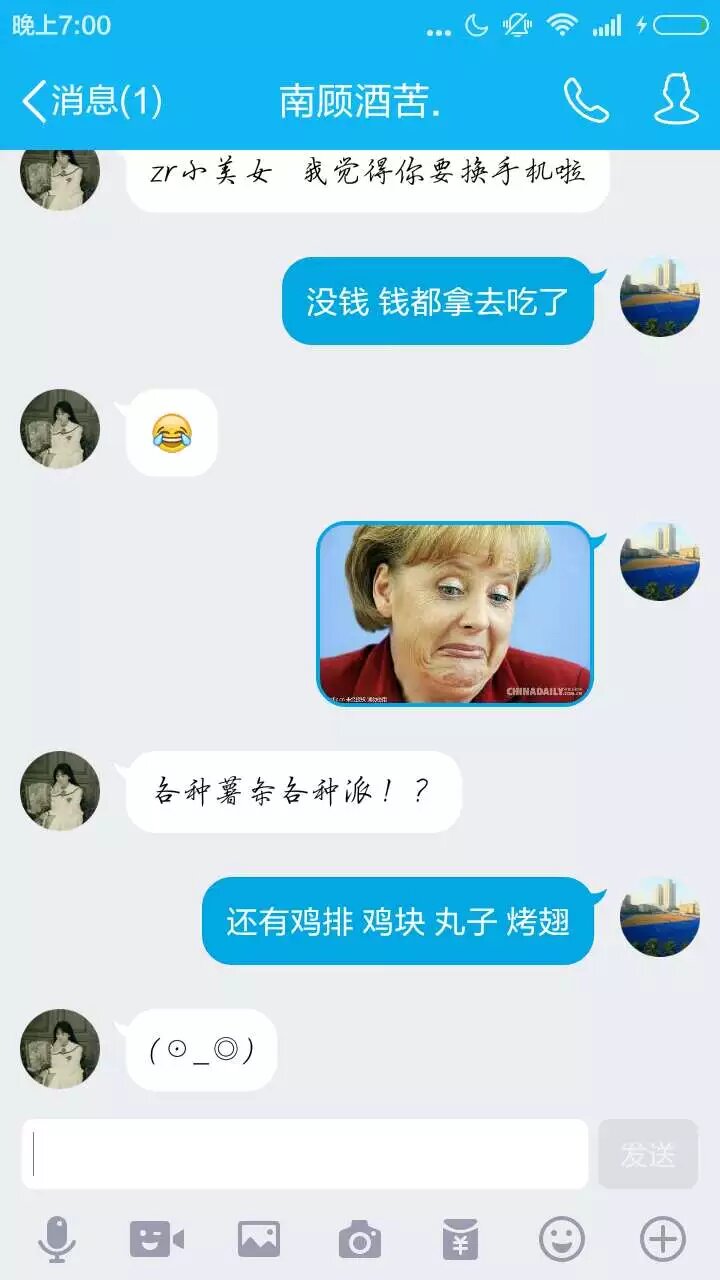 晚上7:00
消息(1)
南顾酒苦.
zr小美女 我觉得你要换手机啦
没钱 钱都拿去吃了
CHINADAILY
各种薯条各种派！？
还有鸡排 鸡块 丸子 烤翅
(⊙_◎)
发送